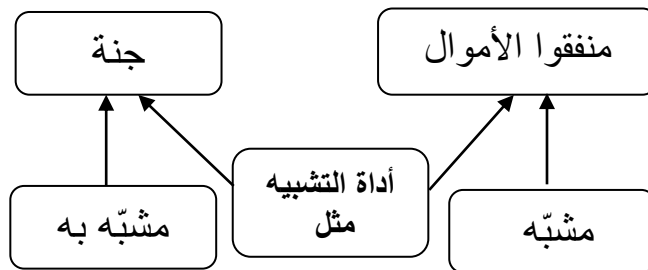 منفقوا الأموال
جنة
أداة التشبيه
مثل
مشبّه
مشبّه به